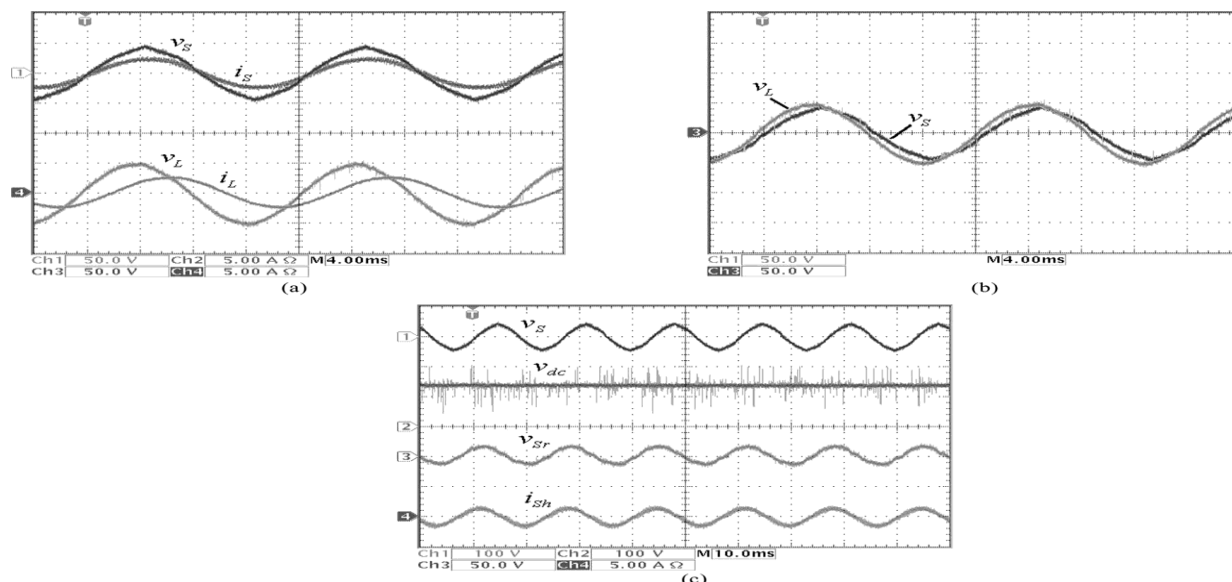 T
v_S
i_S
1
v_L
i_L
4
Ch1 50.0 V Ch2 5.00 A Ω M 4.00ms
Ch3 50.0 V Ch4 5.00 A Ω
(a)
T
v_L
v_S
3
Ch1 50.0 V M 4.00ms
Ch3 50.0 V
(b)
T
v_S
1
v_dc
2
v_Sr
3
i_Sh
4
Ch1 100 V Ch2 100 V M 10.0ms
Ch3 50.0 V Ch4 5.00 A Ω
(c)